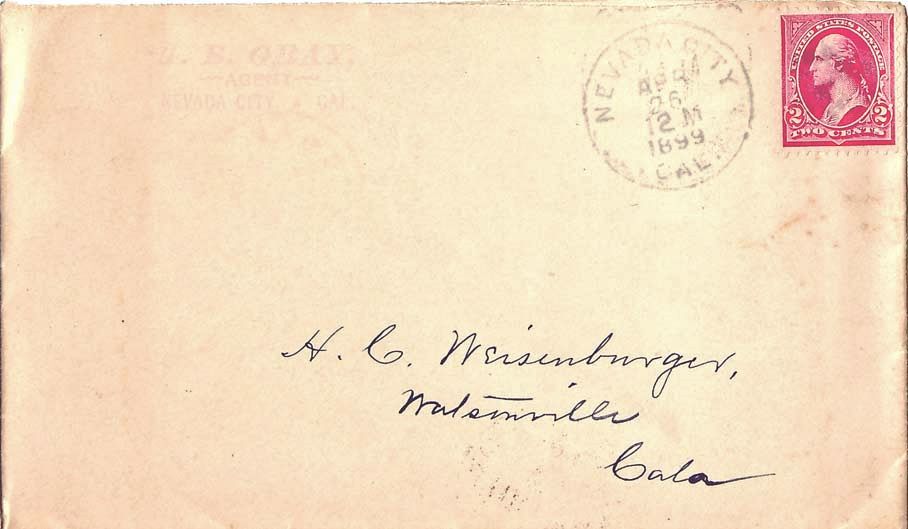 E. GRAY,
AGENT
NEVADA CITY, CAL.
NEVADA CITY
APR
26
12 M
1899
CAL.
UNITED STATES POSTAGE
2 2
TWO CENTS
H. C. Weisenburger,
Watsonville
Cala